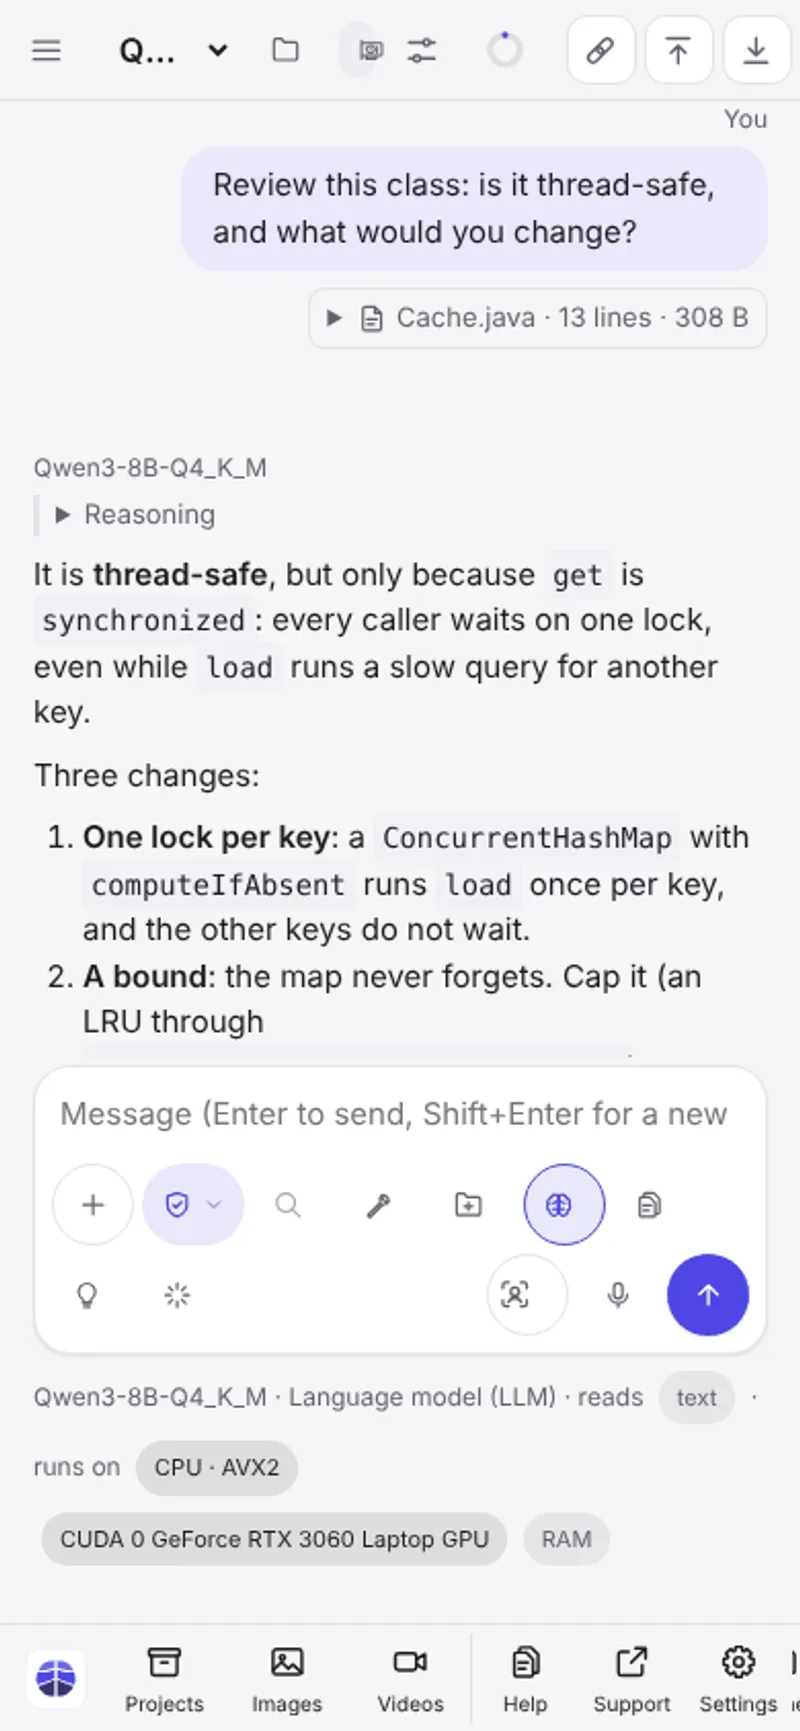 Q...
You
Review this class: is it thread-safe,
and what would you change?
Cache.java · 13 lines · 308 B
Qwen3-8B-Q4_K_M
Reasoning
It is thread-safe, but only because get is
synchronized: every caller waits on one lock,
even while load runs a slow query for another
key.
Three changes:
1. One lock per key: a ConcurrentHashMap with
computeIfAbsent runs load once per key,
and the other keys do not wait.
2. A bound: the map never forgets. Cap it (an
LRU through
Message (Enter to send, Shift+Enter for a new
Qwen3-8B-Q4_K_M · Language model (LLM) · reads text ·
runs on CPU · AVX2
CUDA 0 GeForce RTX 3060 Laptop GPU RAM
Projects Images Videos Help Support Settings